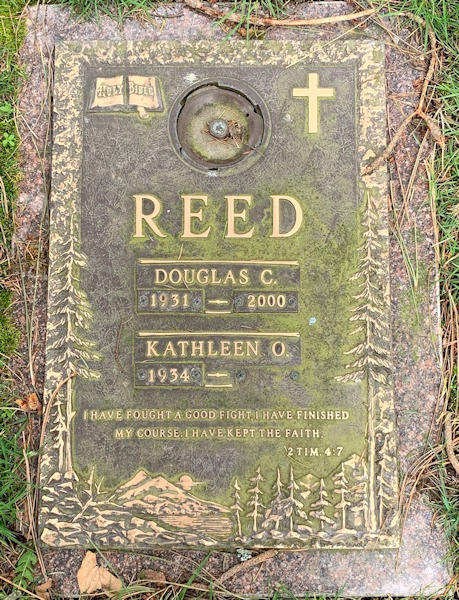 HOLY BIBLE
REED
DOUGLAS C.
1931 — 2000
KATHLEEN O.
1934 —
I HAVE FOUGHT A GOOD FIGHT, I HAVE FINISHED
MY COURSE, I HAVE KEPT THE FAITH.
2 TIM. 4:7